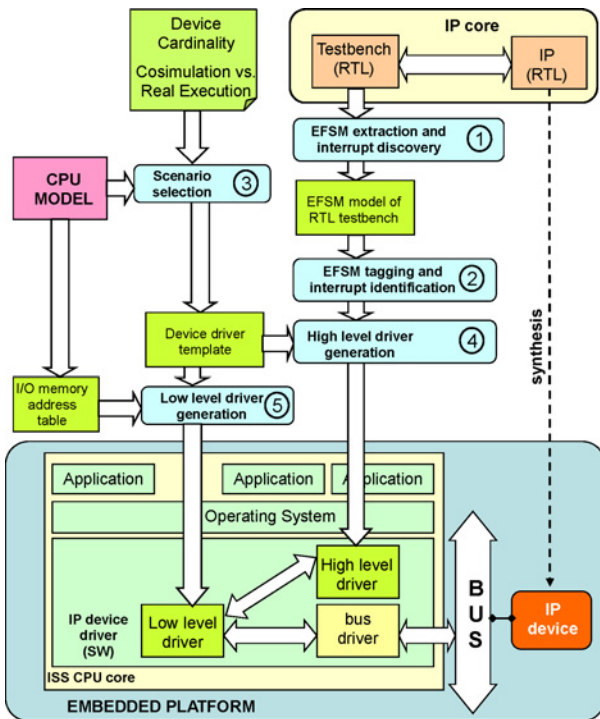 Device
Cardinality
Cosimulation vs.
Real Execution
IP core
Testbench
(RTL)
IP
(RTL)
EFSM extraction and
interrupt discovery
1
CPU
MODEL
Scenario
selection
3
EFSM model of
RTL testbench
EFSM tagging and
interrupt identification
2
Device driver
template
High level driver
generation
4
synthesis
I/O memory
address
table
Low level driver
generation
5
Application
Application
Application
Operating System
High level
driver
IP device
driver
(SW)
Low level
driver
bus
driver
BUS
IP
device
ISS CPU core
EMBEDDED PLATFORM